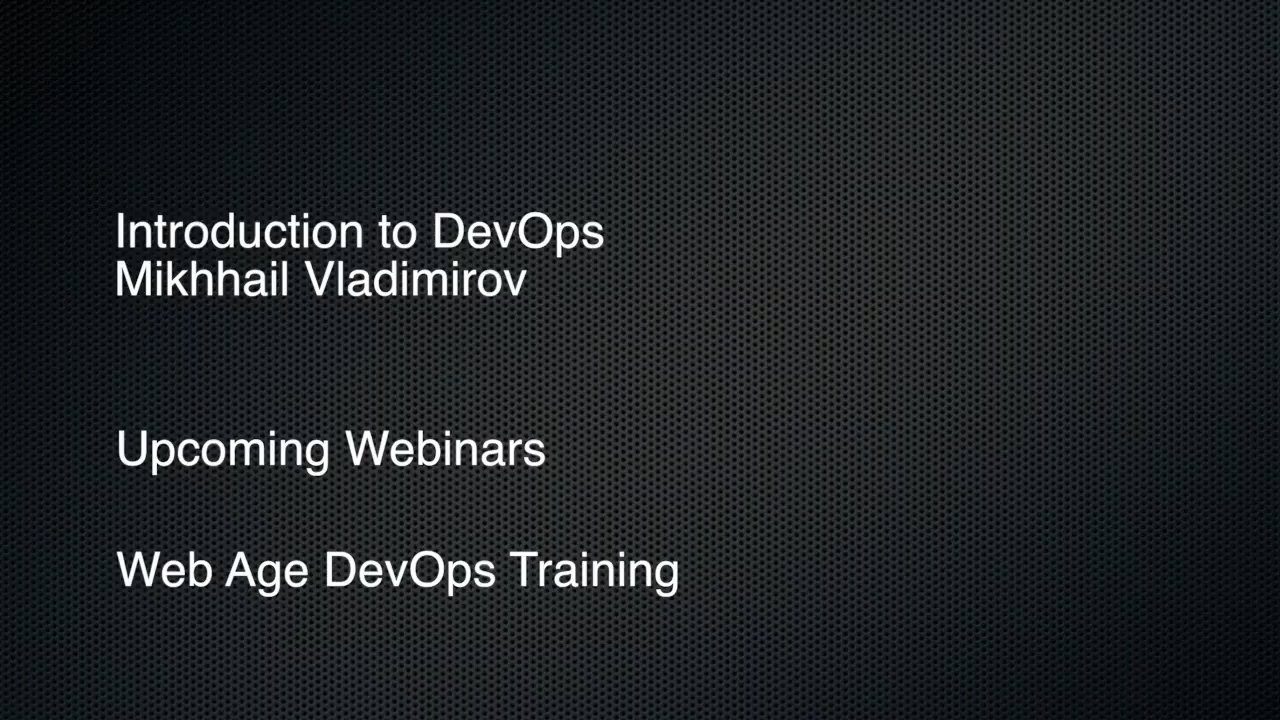 Introduction to DevOps
Mikhhail Vladimirov
Upcoming Webinars
Web Age DevOps Training